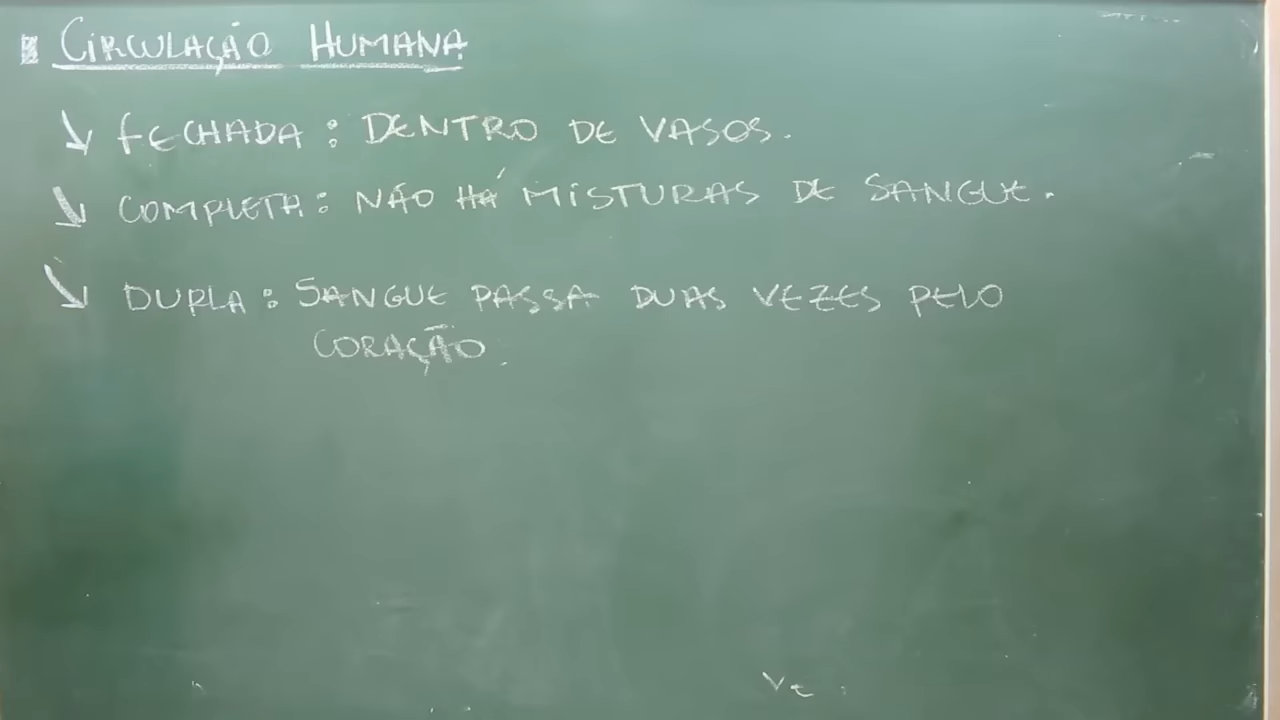 CIRCULAÇÃO HUMANA
FECHADA: DENTRO DE VASOS.
COMPLETA: NÃO HÁ MISTURAS DE SANGUE.
DUPLA: SANGUE PASSA DUAS VEZES PELO
CORAÇÃO.